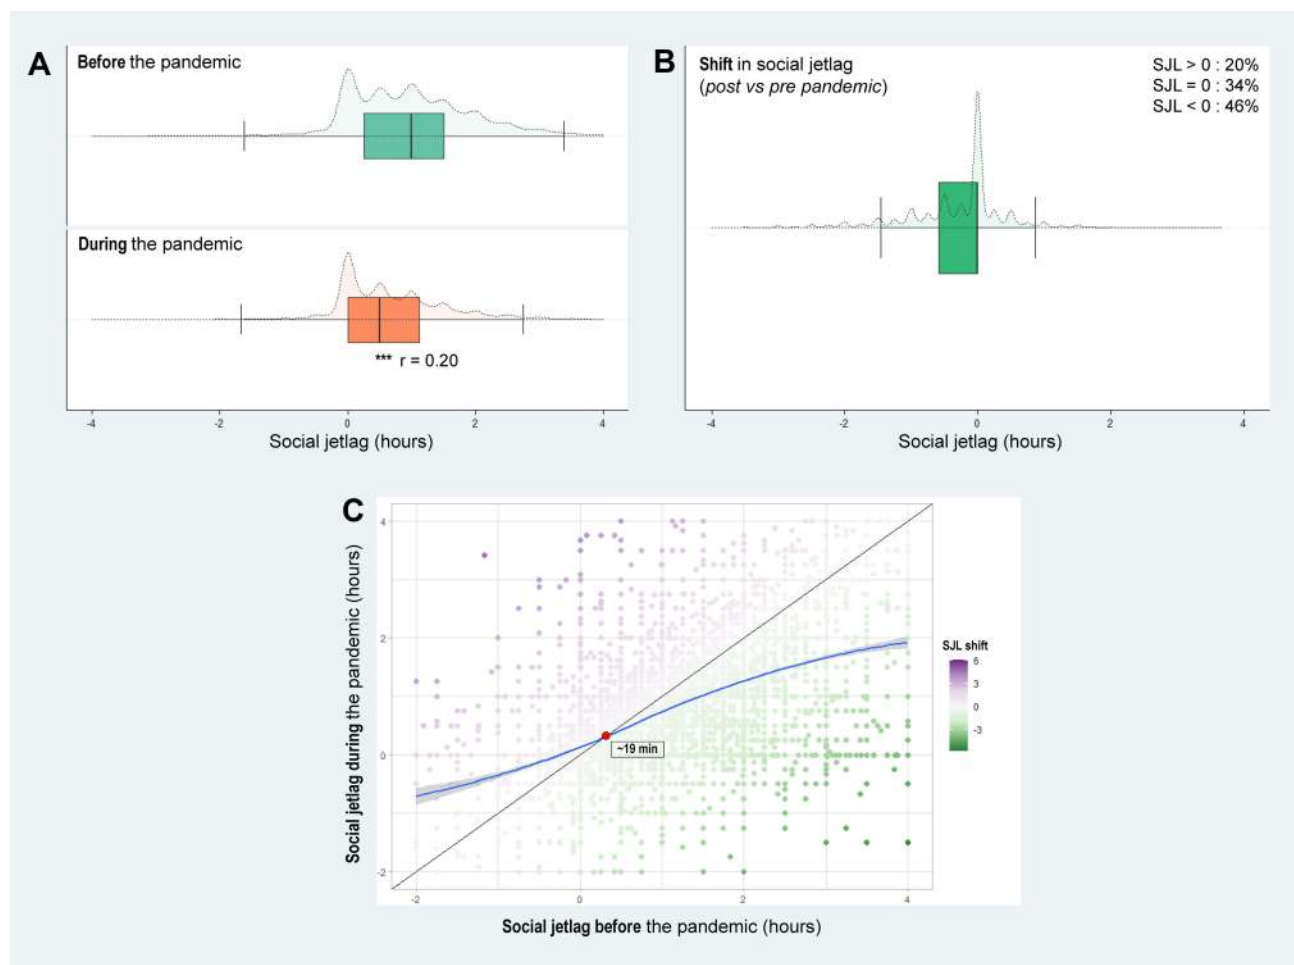 A
Before the pandemic
During the pandemic
*** r = 0.20
-4 -2 0 2 4
Social jetlag (hours)
B
Shift in social jetlag
(post vs pre pandemic)
SJL > 0 : 20%
SJL = 0 : 34%
SJL < 0 : 46%
-4 -2 0 2 4
Social jetlag (hours)
C
Social jetlag during the pandemic (hours)
4
2
0
-2
~19 min
-2 0 2 4
Social jetlag before the pandemic (hours)
SJL shift
6
3
0
-3